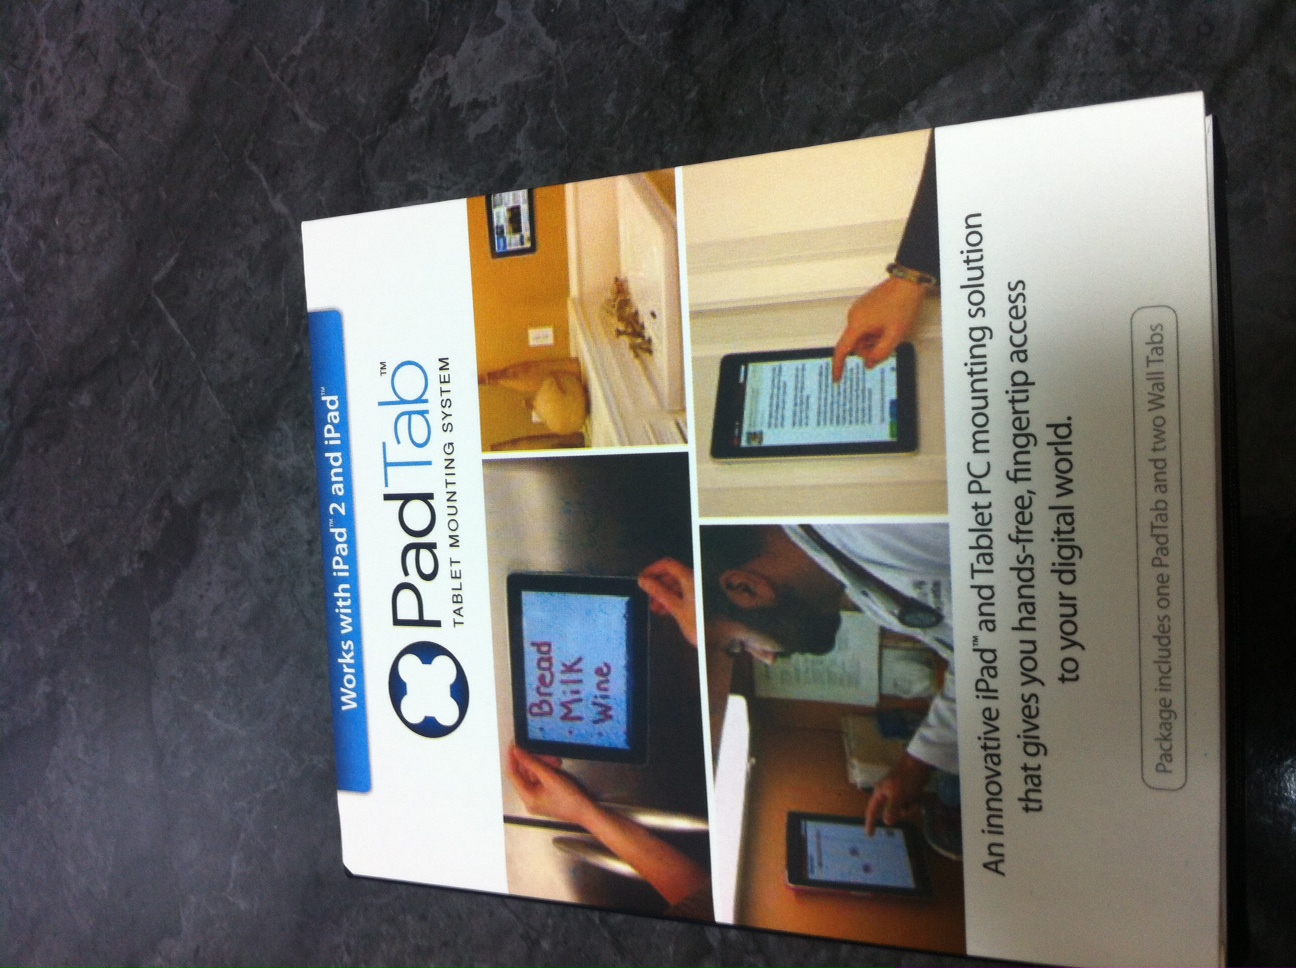 Works with iPad™ 2 and iPad™
PadTab™
TABLET MOUNTING SYSTEM
· Bread
· Milk
· Wine
An innovative iPad™ and Tablet PC mounting solution
that gives you hands-free, fingertip access
to your digital world.
Package includes one PadTab and two Wall Tabs